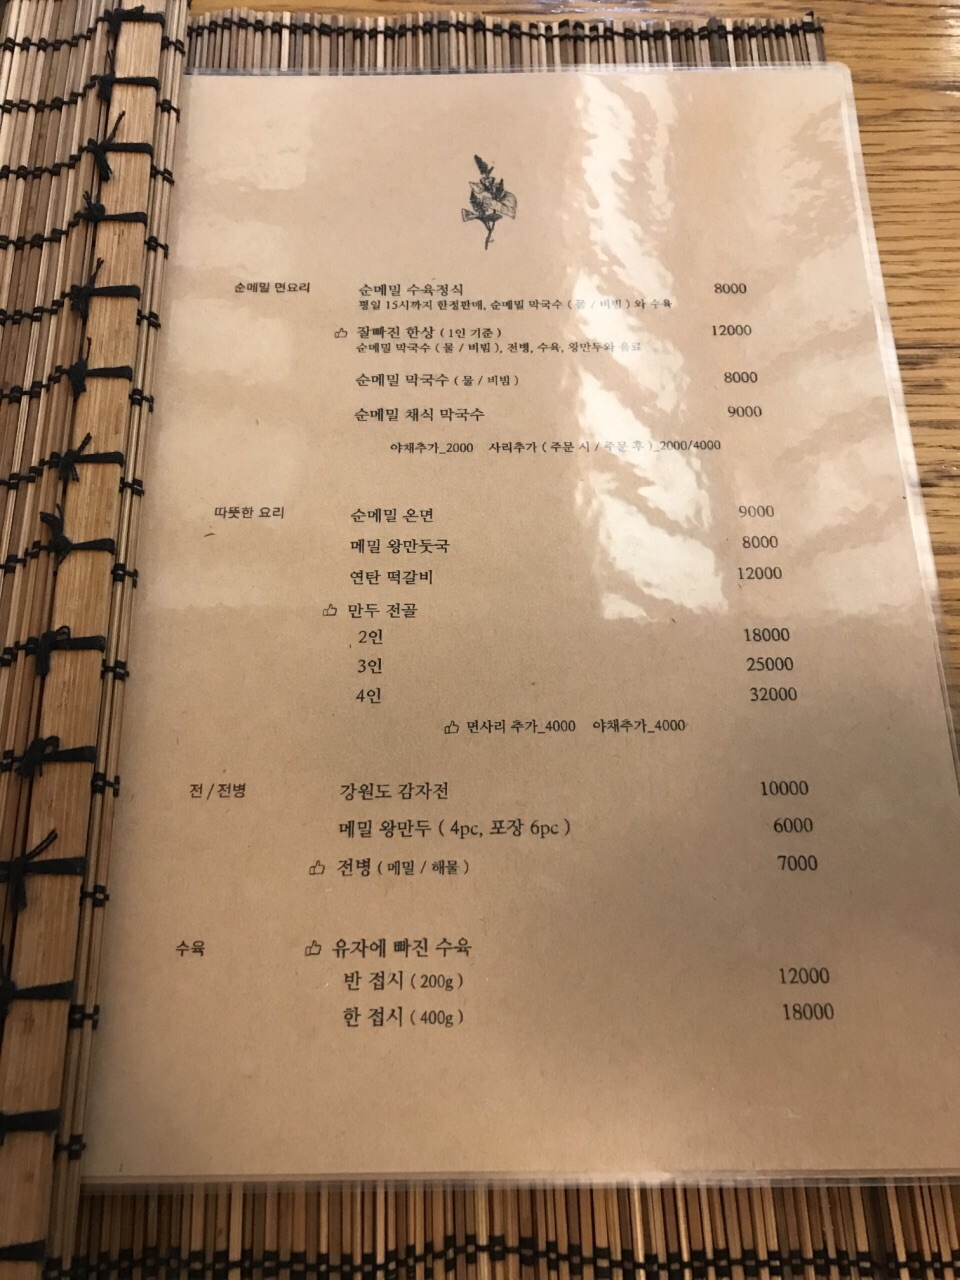 순메밀 면요리
순메밀 수육정식 8000
평일 15시까지 한정판매, 순메밀 막국수 ( 물 / 비빔 ) 와 수육
잘빠진 한상 ( 1인 기준 ) 12000
순메밀 막국수 ( 물 / 비빔 ), 전병, 수육, 왕만두와 음료
순메밀 막국수 ( 물 / 비빔 ) 8000
순메밀 채식 막국수 9000
야채추가_2000 사리추가 ( 주문 시 / 주문 후 )_2000/4000
따뜻한 요리
순메밀 온면 9000
메밀 왕만둣국 8000
연탄 떡갈비 12000
만두 전골
2인 18000
3인 25000
4인 32000
면사리 추가_4000 야채추가_4000
전 / 전병
강원도 감자전 10000
메밀 왕만두 ( 4pc, 포장 6pc ) 6000
전병 ( 메밀 / 해물 ) 7000
수육
유자에 빠진 수육
반 접시 ( 200g ) 12000
한 접시 ( 400g ) 18000